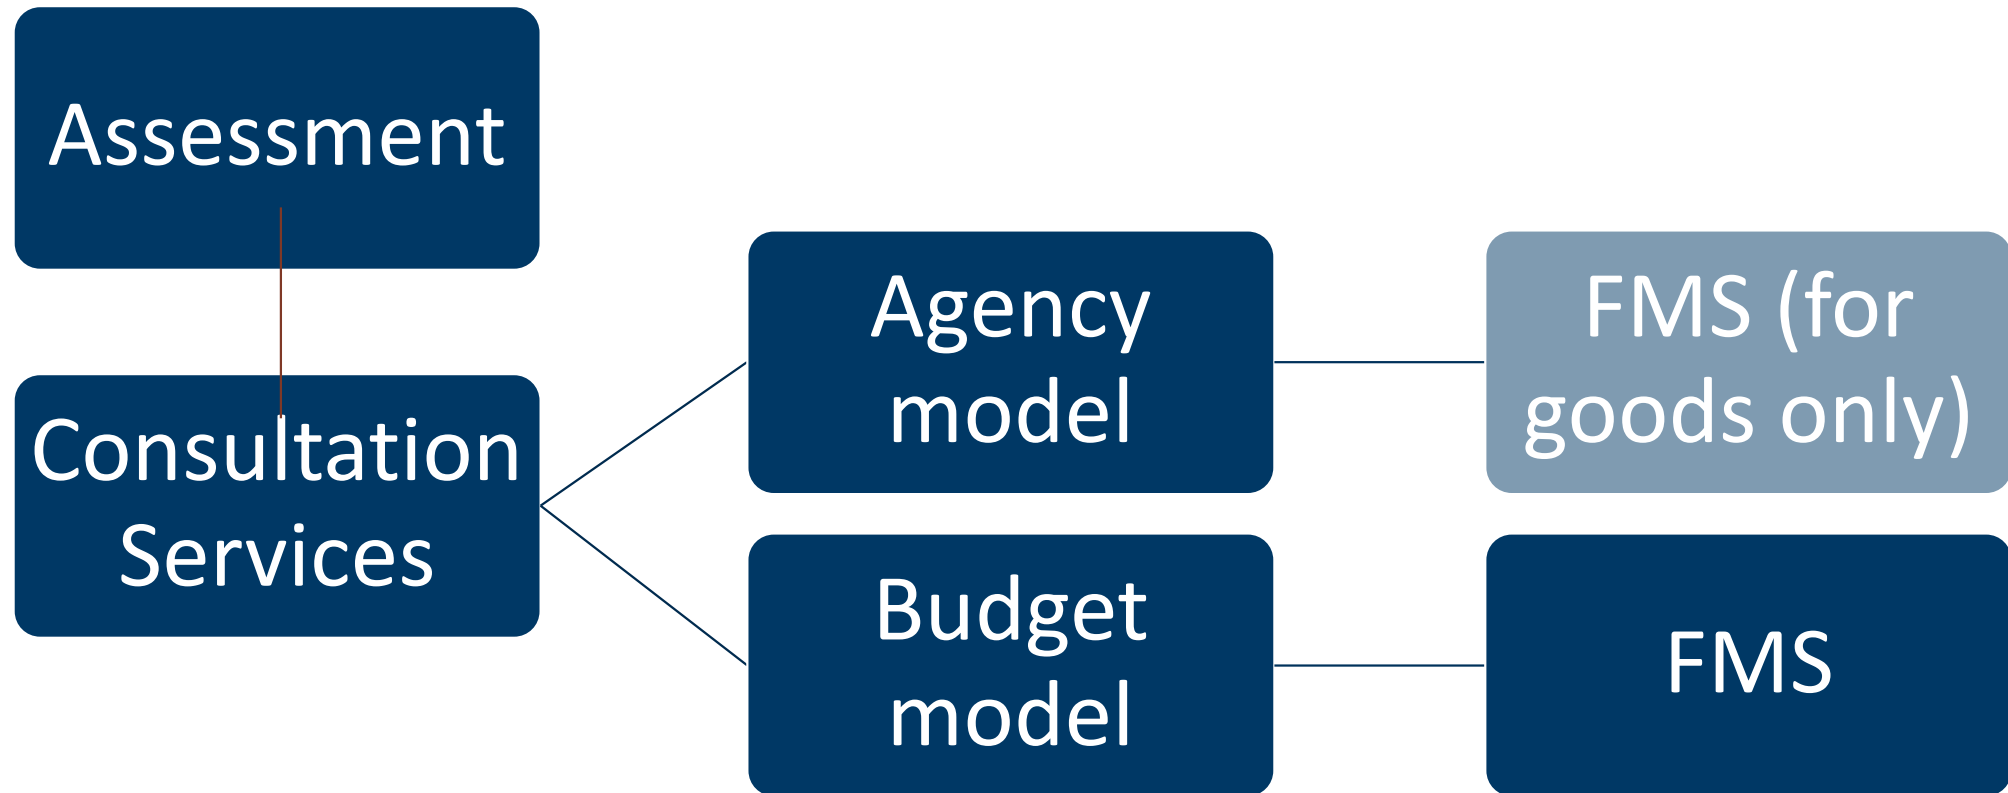 Assessment
Consultation
Services
Agency
model
FMS (for
goods only)
Budget
model
FMS